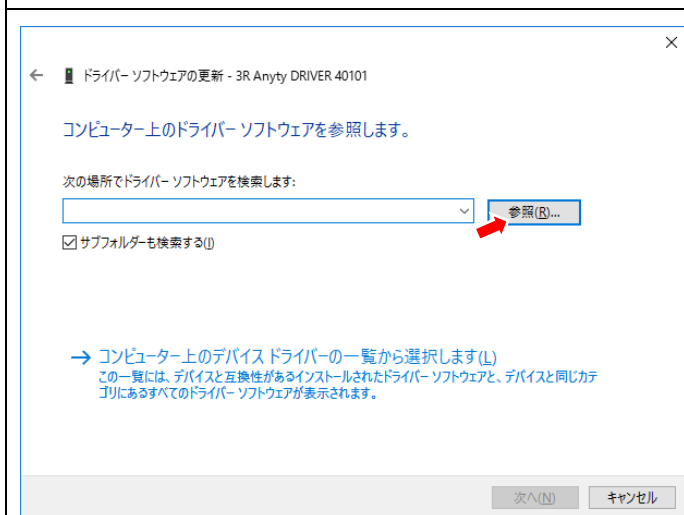 ドライバー ソフトウェアの更新 - 3R Anyty DRIVER 40101
コンピューター上のドライバー ソフトウェアを参照します。
次の場所でドライバー ソフトウェアを検索します:
参照(R)...
サブフォルダーも検索する(I)
コンピューター上のデバイス ドライバーの一覧から選択します(L)
この一覧には、デバイスと互換性があるインストールされたドライバー ソフトウェアと、デバイスと同じカテ
ゴリにあるすべてのドライバー ソフトウェアが表示されます。
次へ(N)
キャンセル